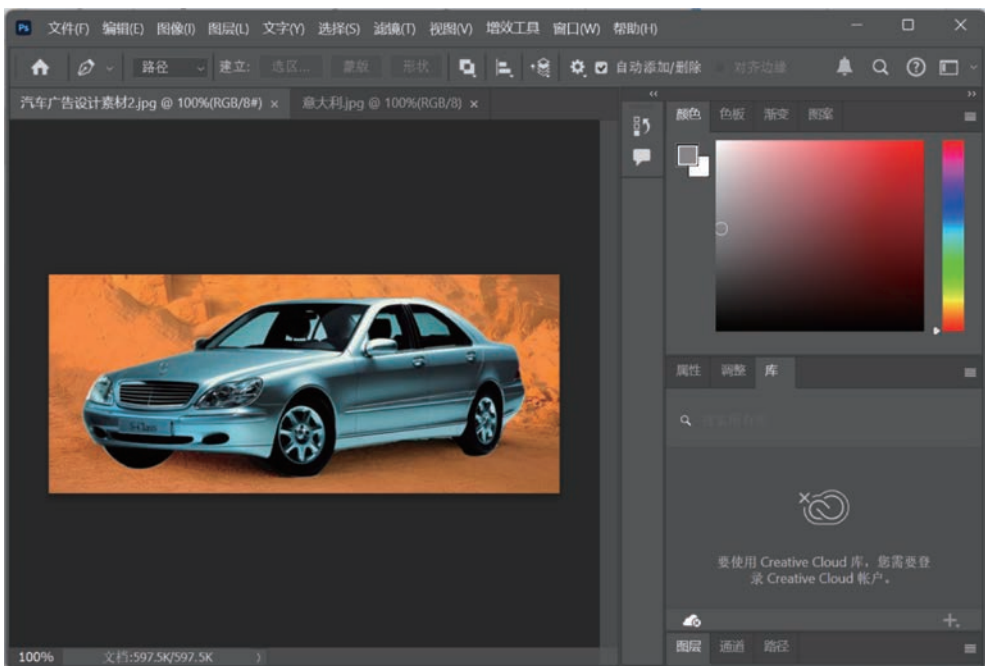 Ps 文件(F) 编辑(E) 图像(I) 图层(L) 文字(Y) 选择(S) 滤镜(T) 视图(V) 增效工具 窗口(W) 帮助(H)
路径 建立: 选区... 蒙版 形状 自动添加/删除 对齐边缘
汽车广告设计素材2.jpg @ 100%(RGB/8#) × 意大利.jpg @ 100%(RGB/8) ×
颜色 色板 渐变 图案
属性 调整 库
要使用 Creative Cloud 库，您需要登
录 Creative Cloud 帐户。
图层 通道 路径
100% 文档:597.5K/597.5K